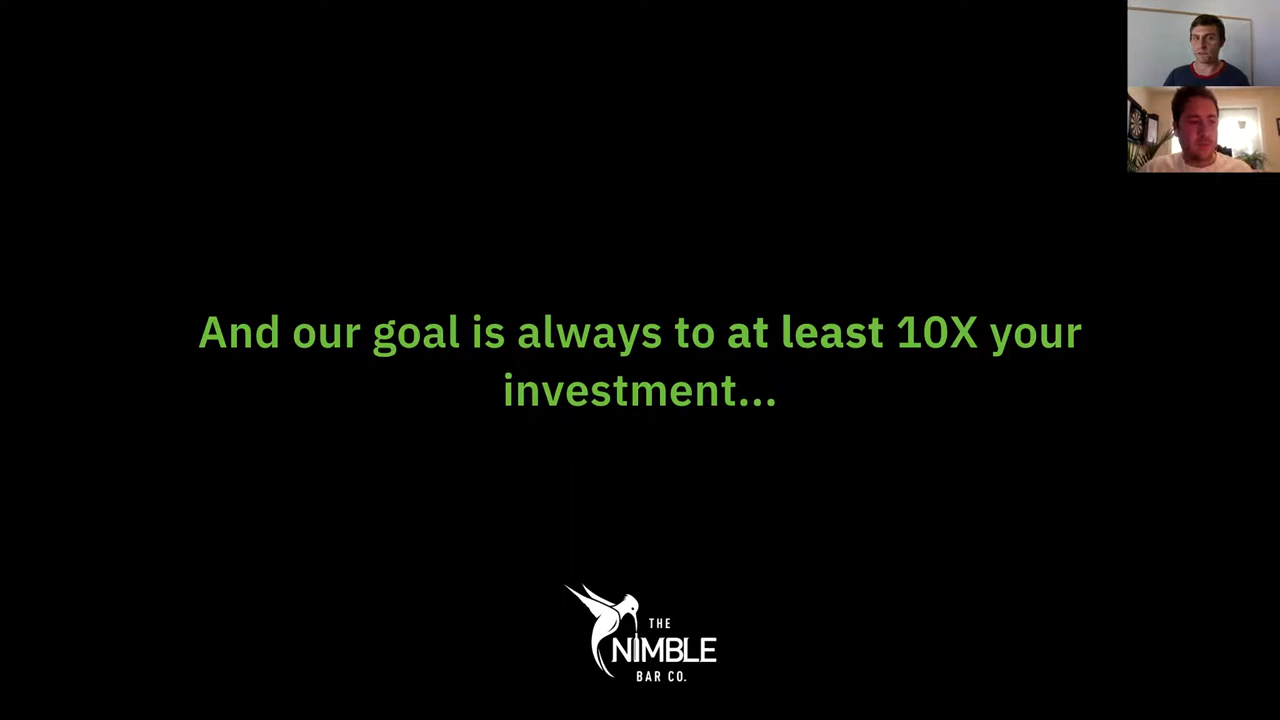 And our goal is always to at least 10X your
investment...
THE
NIMBLE
BAR CO.